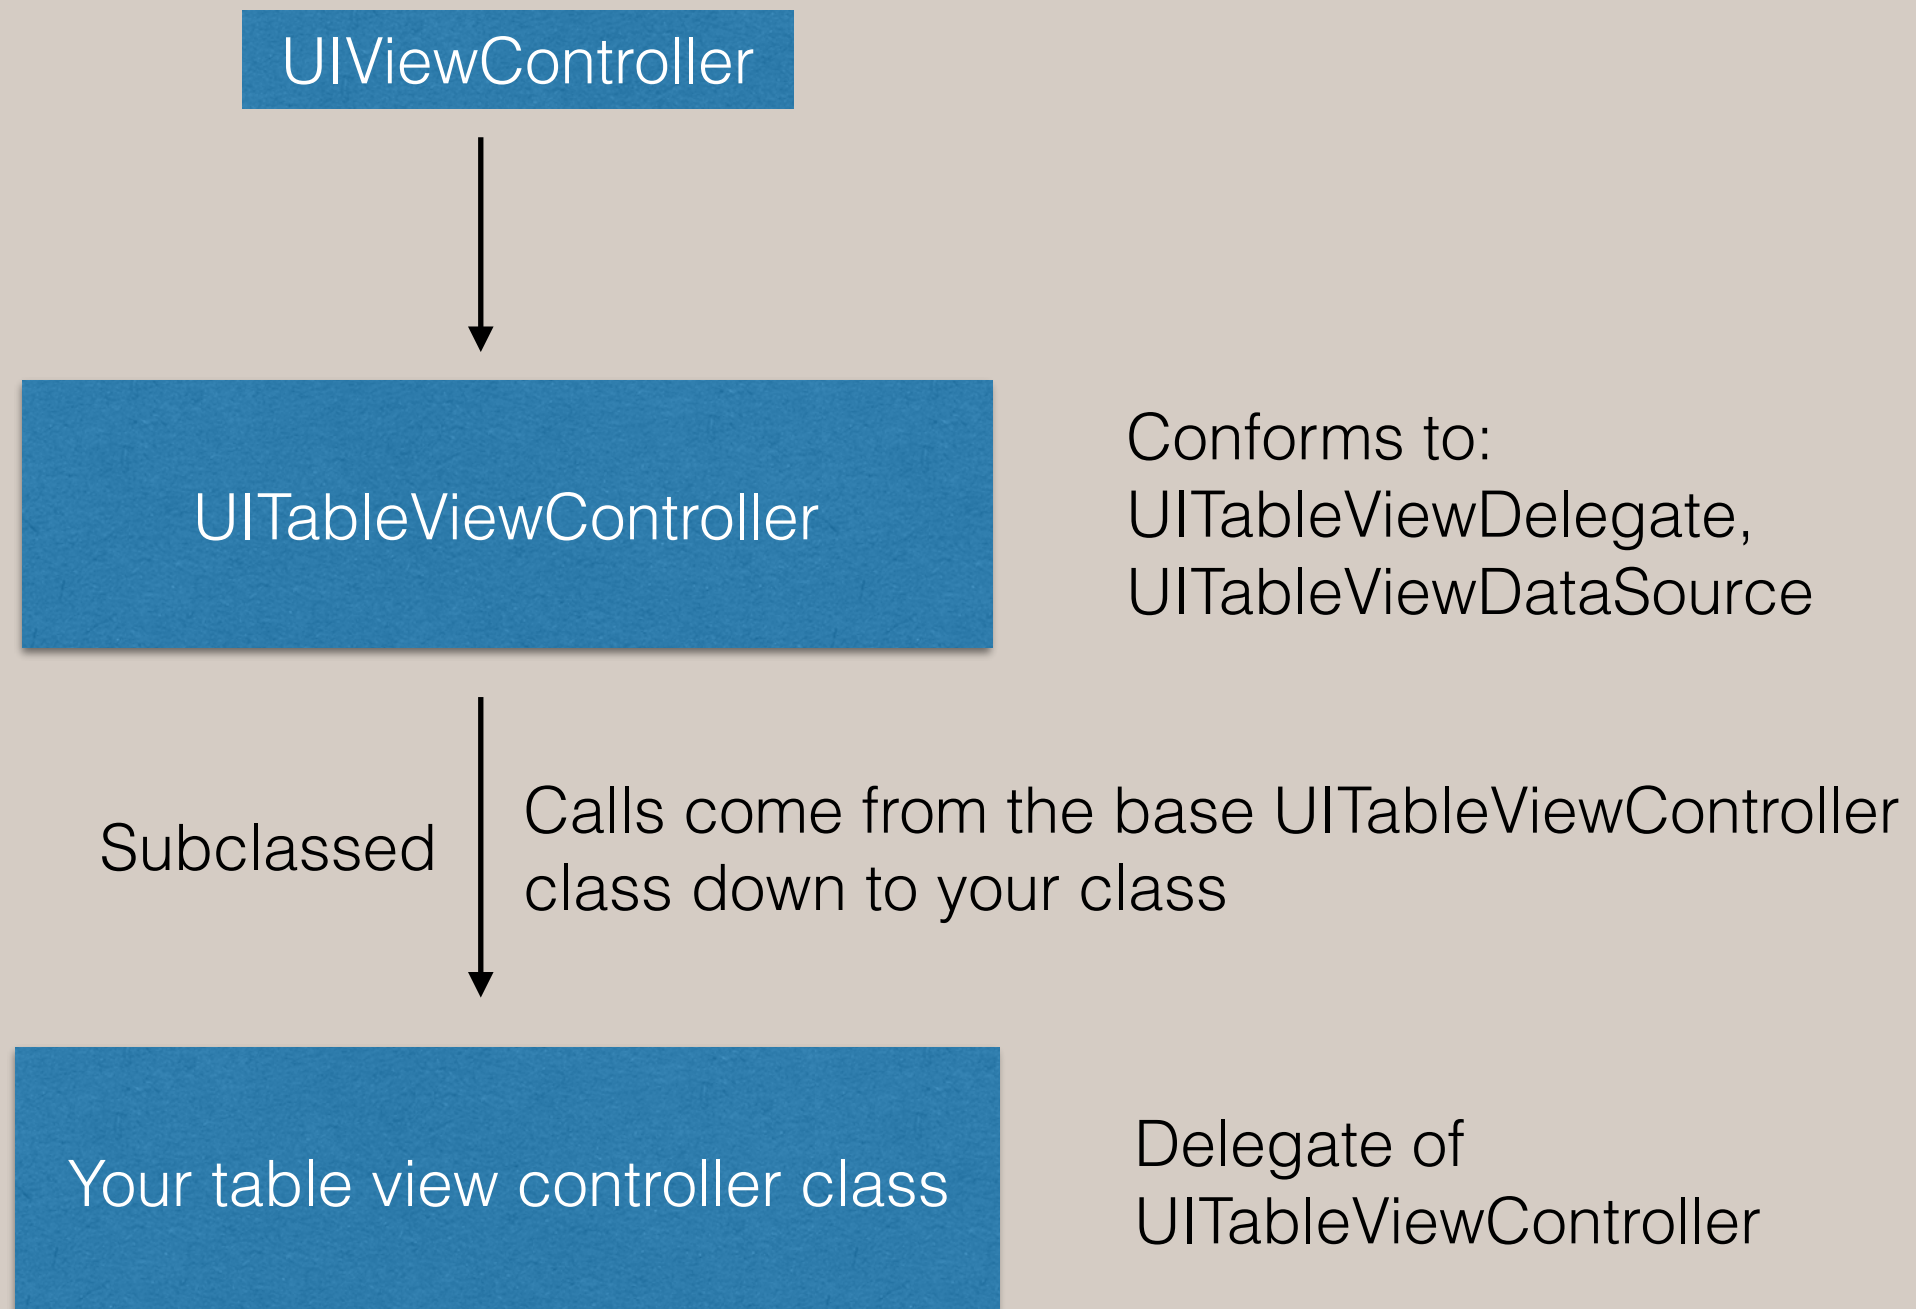 UIViewController
UITableViewController
Conforms to:
UITableViewDelegate,
UITableViewDataSource
Subclassed
Calls come from the base UITableViewController
class down to your class
Your table view controller class
Delegate of
UITableViewController